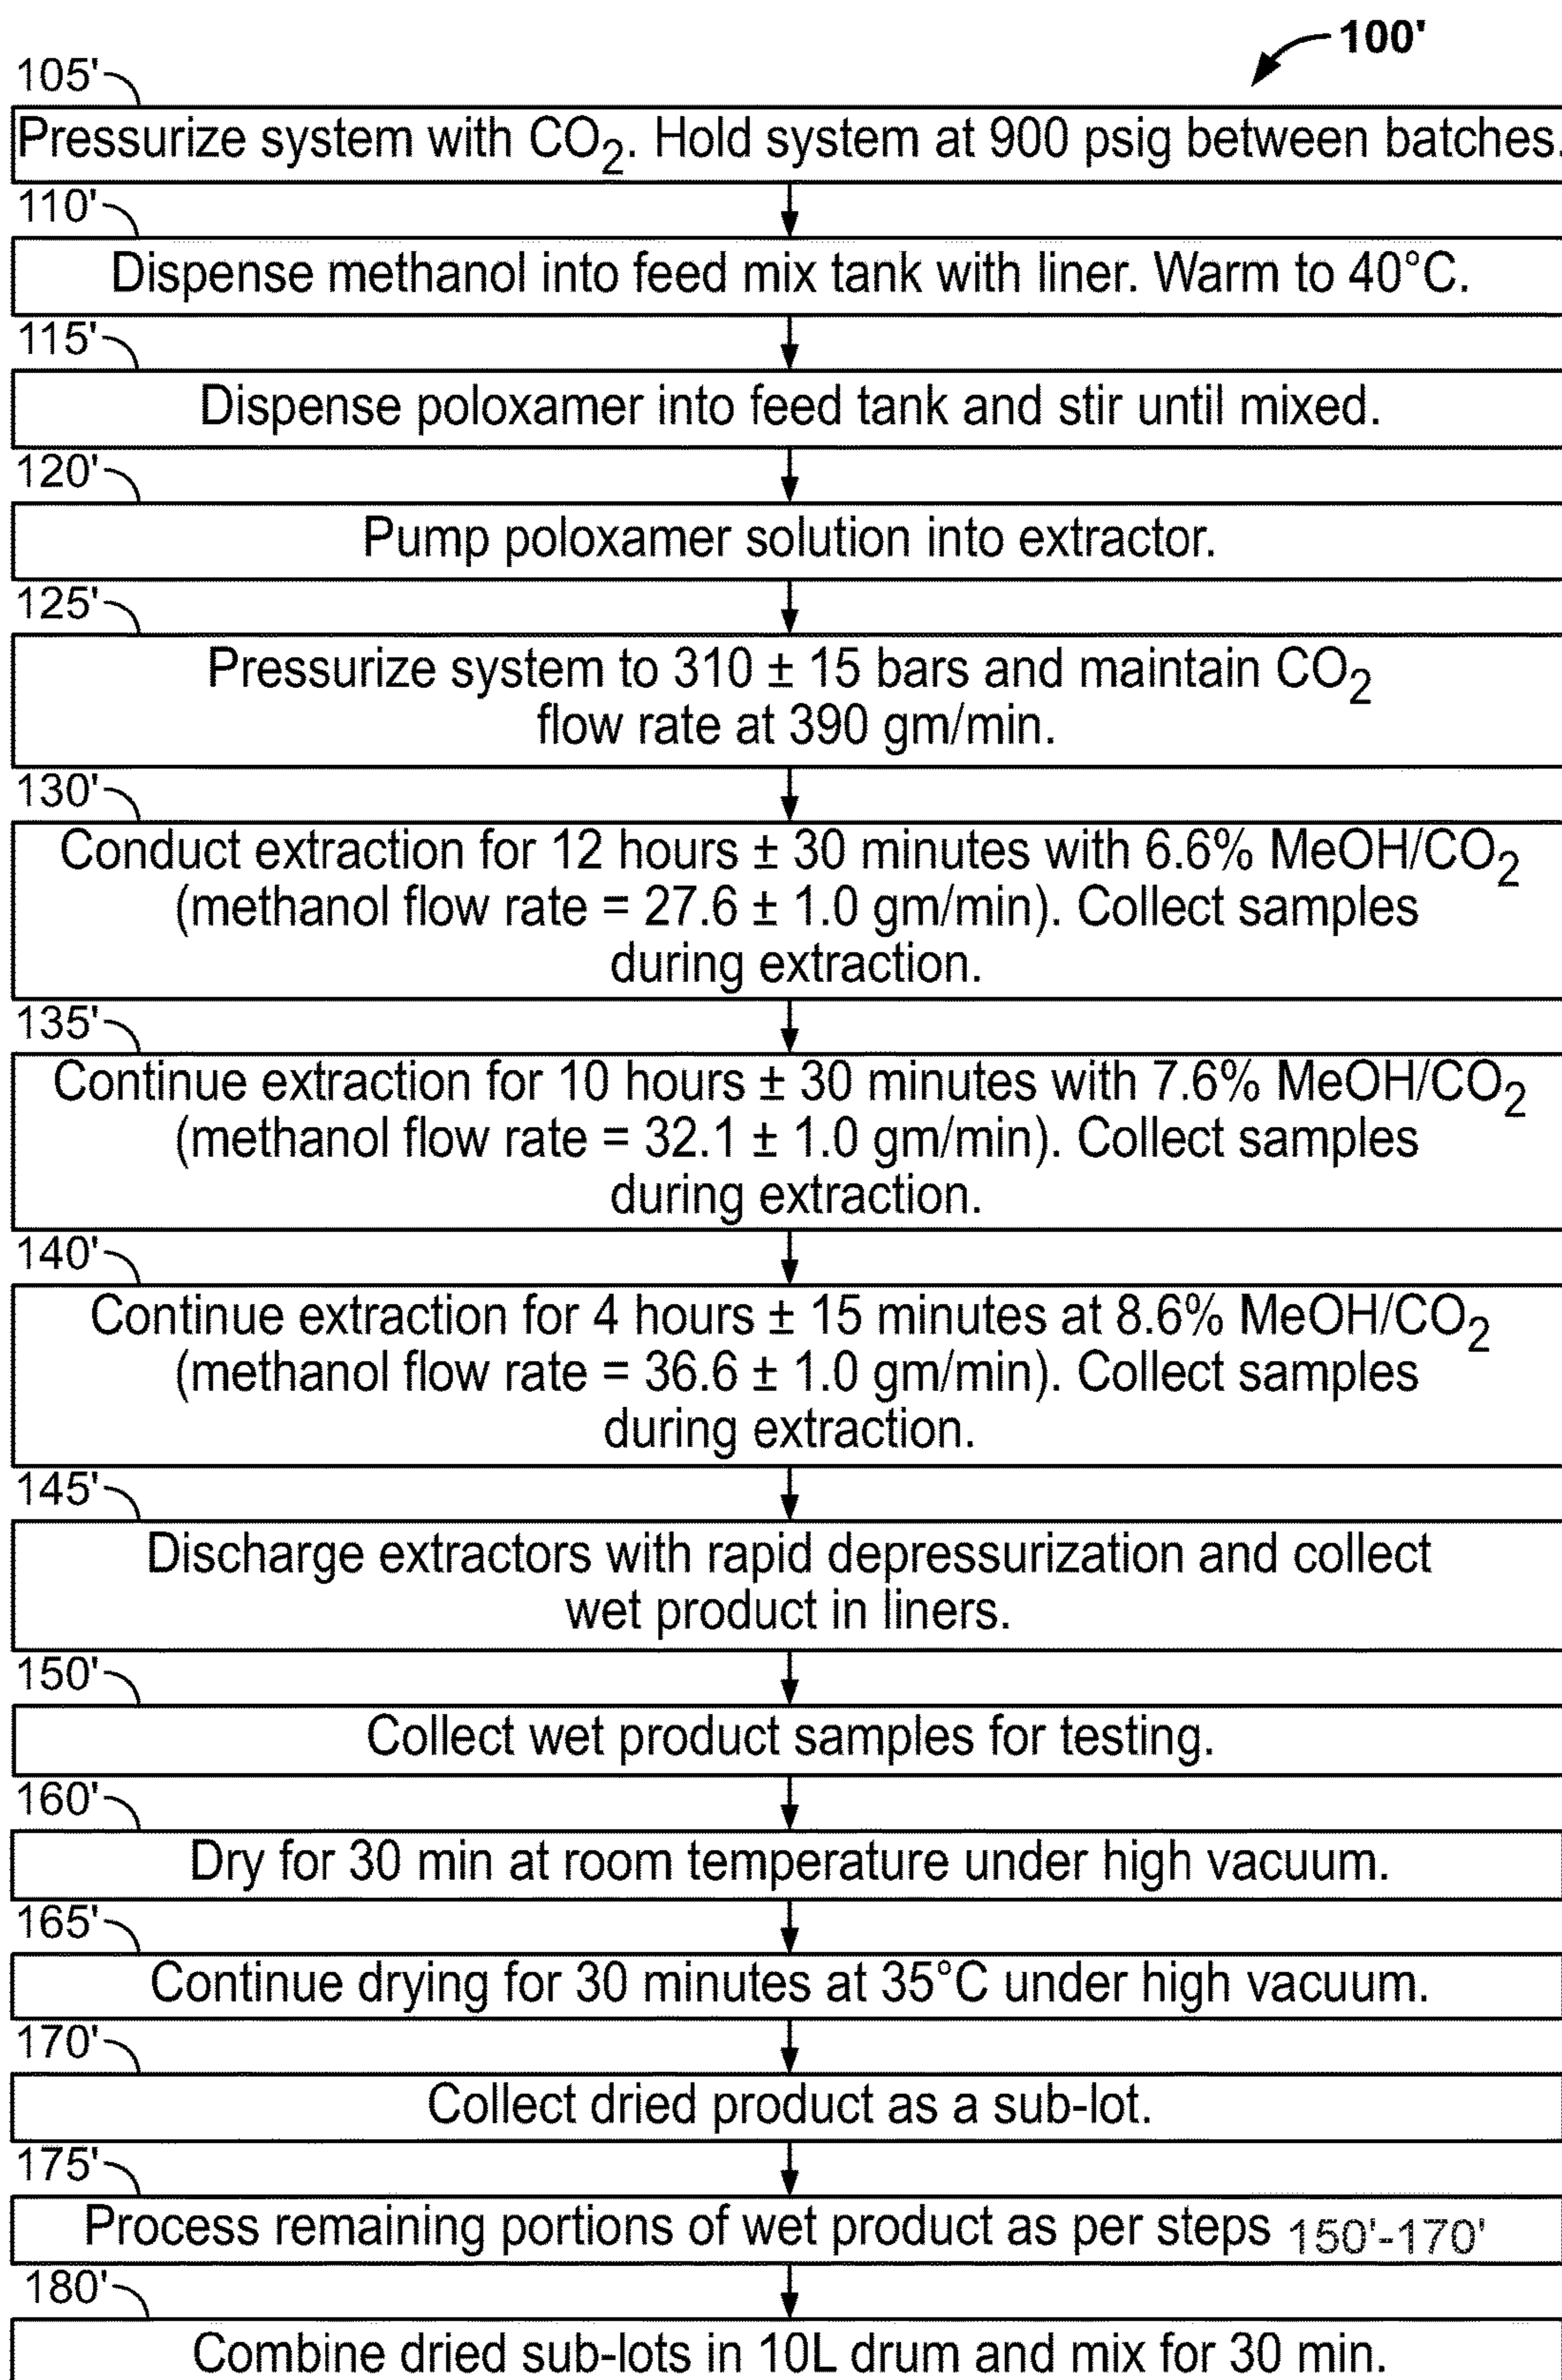 100'
105'
Pressurize system with CO₂. Hold system at 900 psig between batches.
110'
Dispense methanol into feed mix tank with liner. Warm to 40°C.
115'
Dispense poloxamer into feed tank and stir until mixed.
120'
Pump poloxamer solution into extractor.
125'
Pressurize system to 310 ± 15 bars and maintain CO₂
flow rate at 390 gm/min.
130'
Conduct extraction for 12 hours ± 30 minutes with 6.6% MeOH/CO₂
(methanol flow rate = 27.6 ± 1.0 gm/min). Collect samples
during extraction.
135'
Continue extraction for 10 hours ± 30 minutes with 7.6% MeOH/CO₂
(methanol flow rate = 32.1 ± 1.0 gm/min). Collect samples
during extraction.
140'
Continue extraction for 4 hours ± 15 minutes at 8.6% MeOH/CO₂
(methanol flow rate = 36.6 ± 1.0 gm/min). Collect samples
during extraction.
145'
Discharge extractors with rapid depressurization and collect
wet product in liners.
150'
Collect wet product samples for testing.
160'
Dry for 30 min at room temperature under high vacuum.
165'
Continue drying for 30 minutes at 35°C under high vacuum.
170'
Collect dried product as a sub-lot.
175'
Process remaining portions of wet product as per steps 150'-170'
180'
Combine dried sub-lots in 10L drum and mix for 30 min.